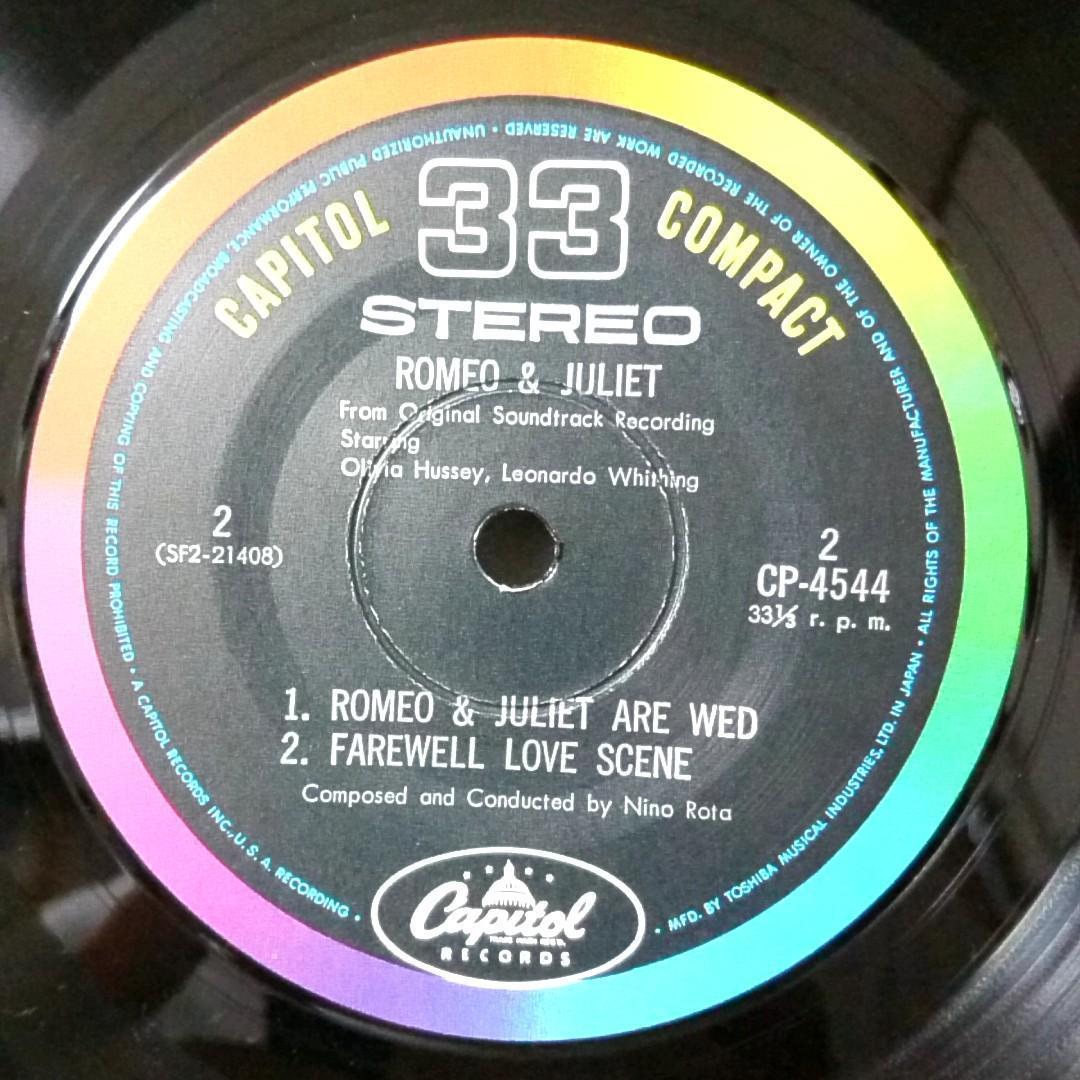 CAPITOL 33 COMPACT
STEREO
ROMEO & JULIET
From Original Soundtrack Recording
Starring
Olivia Hussey, Leonardo Whithing
2
(SF2-21408)
2
CP-4544
33⅓ r. p. m.
1. ROMEO & JULIET ARE WED
2. FAREWELL LOVE SCENE
Composed and Conducted by Nino Rota
Capitol
TRADE MARK REG'D.
RECORDS
• MFD. BY TOSHIBA MUSICAL INDUSTRIES, LTD. IN JAPAN • ALL RIGHTS OF THE MANUFACTURER AND OF THE OWNER OF THE RECORDED WORK ARE RESERVED • UNAUTHORIZED PUBLIC PERFORMANCE, BROADCASTING AND COPYING OF THIS RECORD PROHIBITED • A CAPITOL RECORDS INC., U. S. A. RECORDING •